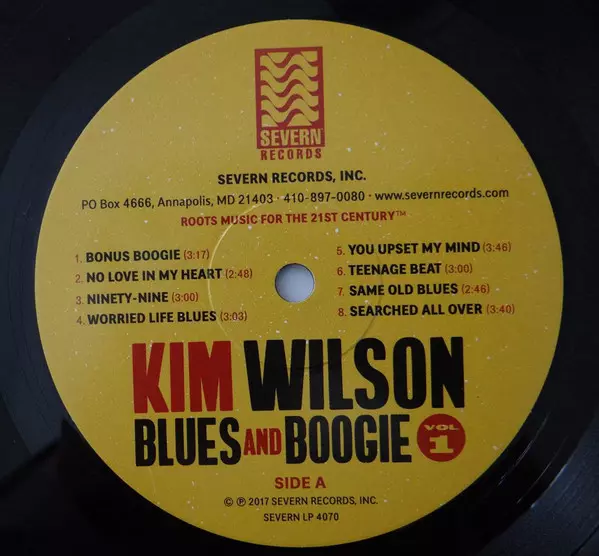 SEVERN®
RECORDS
SEVERN RECORDS, INC.
PO Box 4666, Annapolis, MD 21403 · 410-897-0080 · www.severnrecords.com
ROOTS MUSIC FOR THE 21ST CENTURY™
1. BONUS BOOGIE (3:17)
2. NO LOVE IN MY HEART (2:48)
3. NINETY-NINE (3:00)
4. WORRIED LIFE BLUES (3:03)
5. YOU UPSET MY MIND (3:46)
6. TEENAGE BEAT (3:00)
7. SAME OLD BLUES (2:46)
8. SEARCHED ALL OVER (3:40)
KIM WILSON
BLUES AND BOOGIE VOL 1
SIDE A
© ℗ 2017 SEVERN RECORDS, INC.
SEVERN LP 4070